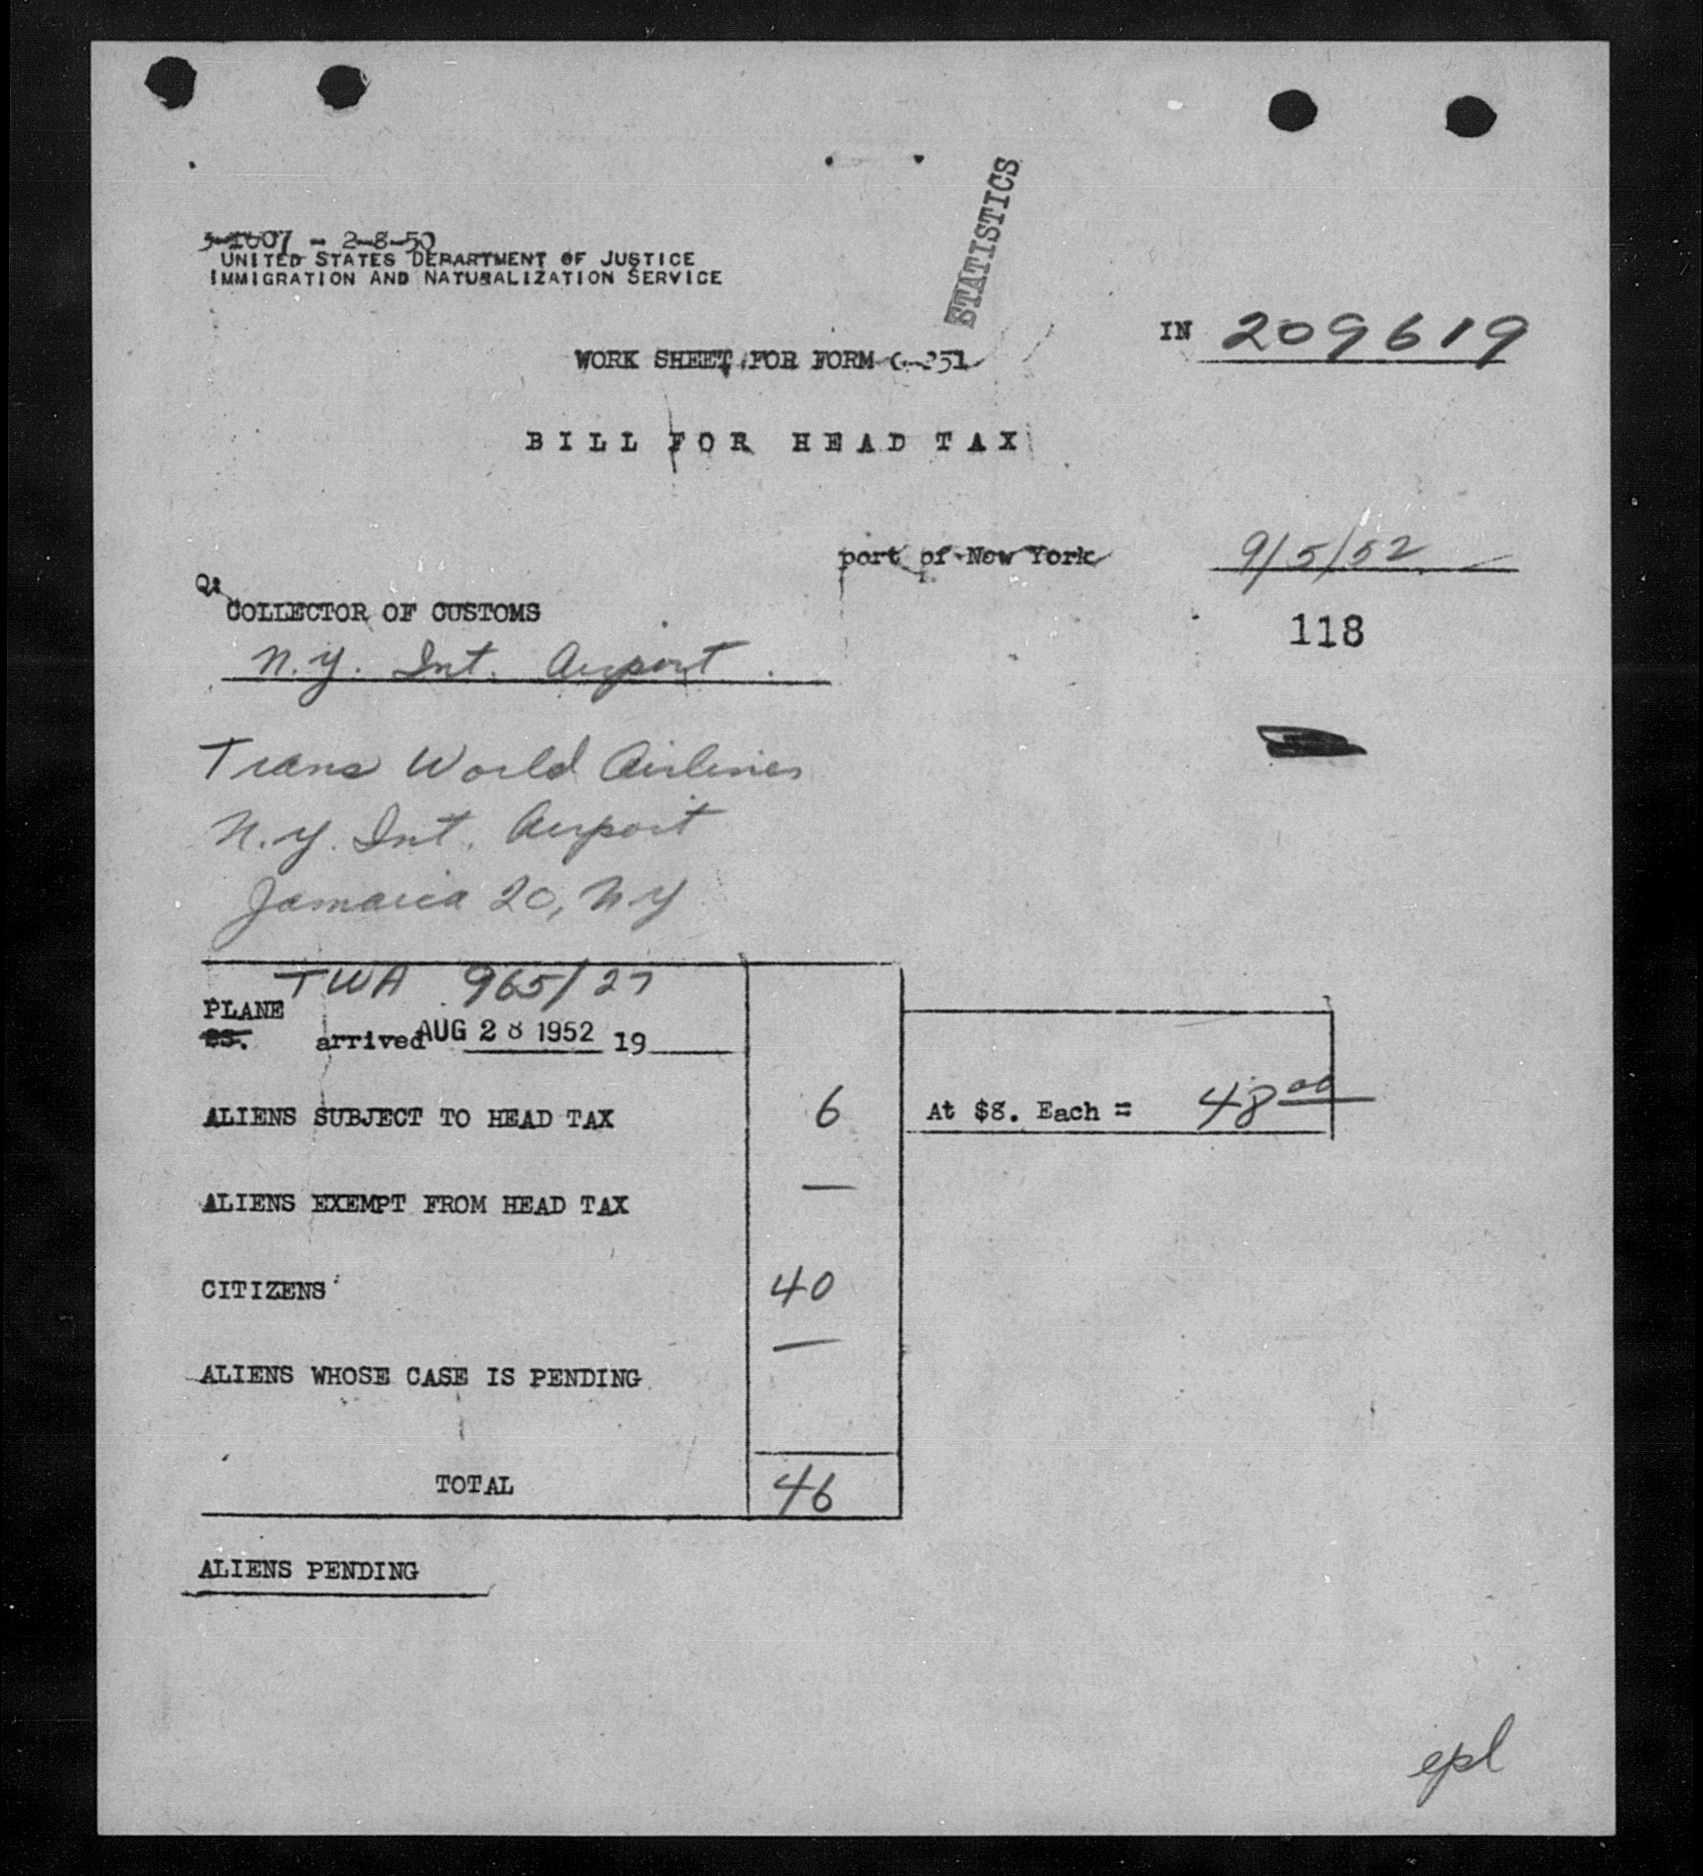 STATISTICS
3-1607 - 2-8-50
UNITED STATES DEPARTMENT OF JUSTICE
IMMIGRATION AND NATURALIZATION SERVICE
IN 209619
WORK SHEET FOR FORM G-251
BILL FOR HEAD TAX
port of New York 9/5/52
COLLECTOR OF CUSTOMS
118
N.Y. Int. Airport
Trans World Airlines
N.Y. Int. Airport
Jamaica 20, NY
TWA 965/27
PLANE
SS. arrived AUG 28 1952 19
ALIENS SUBJECT TO HEAD TAX 6 At $8. Each = 48 00
ALIENS EXEMPT FROM HEAD TAX —
CITIZENS 40
ALIENS WHOSE CASE IS PENDING —
TOTAL 46
ALIENS PENDING
epl